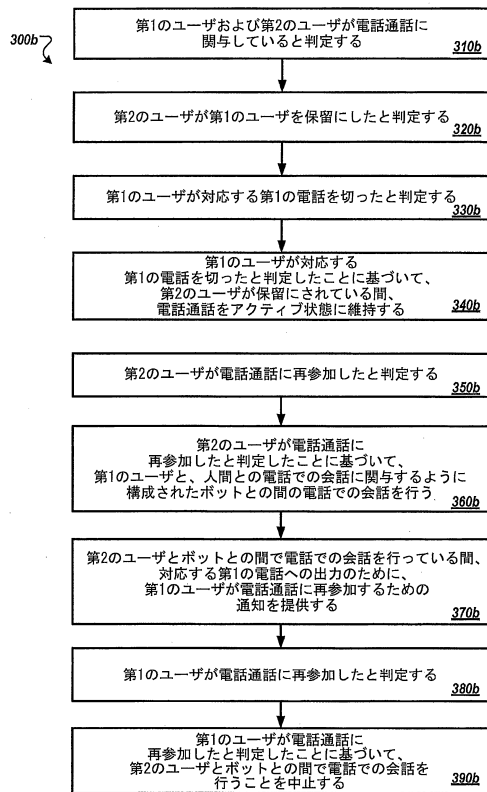 300b
第1のユーザおよび第2のユーザが電話通話に
関与していると判定する
310b
第2のユーザが第1のユーザを保留にしたと判定する
320b
第1のユーザが対応する第1の電話を切ったと判定する
330b
第1のユーザが対応する
第1の電話を切ったと判定したことに基づいて、
第2のユーザが保留にされている間、
電話通話をアクティブ状態に維持する
340b
第2のユーザが電話通話に再参加したと判定する
350b
第2のユーザが電話通話に
再参加したと判定したことに基づいて、
第1のユーザと、人間との電話での会話に関与するように
構成されたボットとの間の電話での会話を行う
360b
第2のユーザとボットとの間で電話での会話を行っている間、
対応する第1の電話への出力のために、
第1のユーザが電話通話に再参加するための
通知を提供する
370b
第1のユーザが電話通話に再参加したと判定する
380b
第1のユーザが電話通話に
再参加したと判定したことに基づいて、
第2のユーザとボットとの間で電話での会話を
行うことを中止する
390b